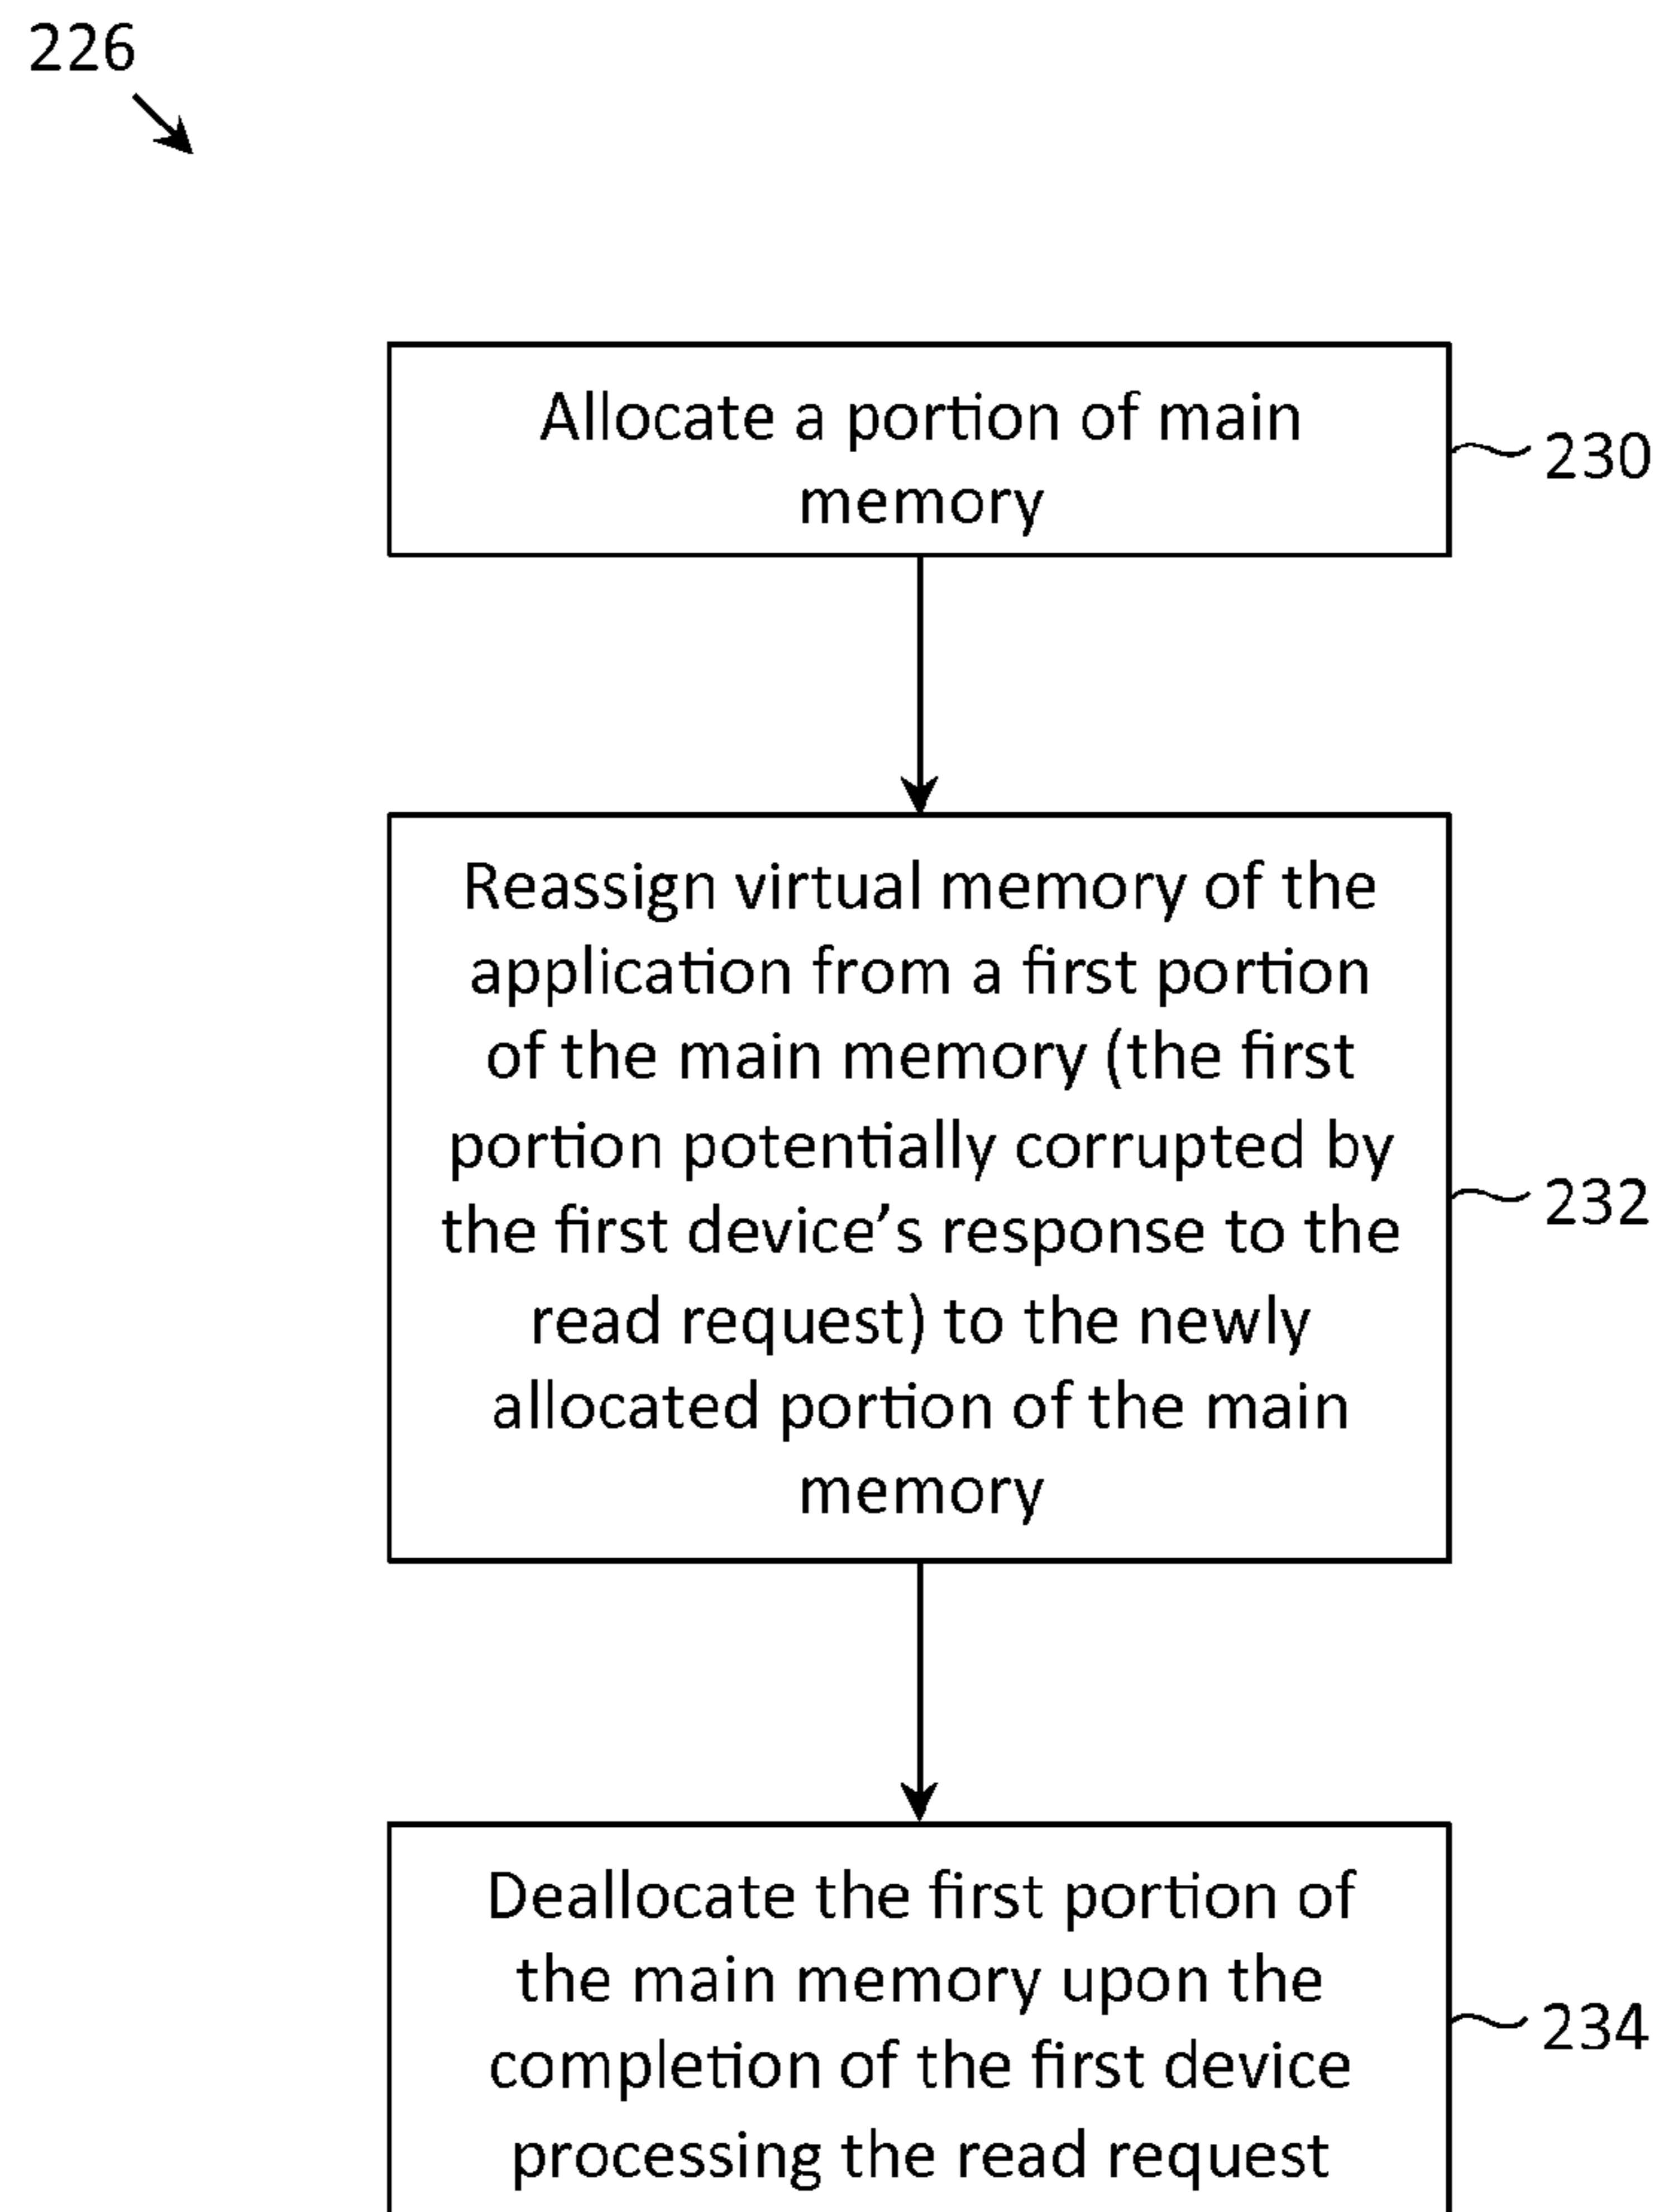 226
Allocate a portion of main
memory
230
Reassign virtual memory of the
application from a first portion
of the main memory (the first
portion potentially corrupted by
the first device’s response to the
read request) to the newly
allocated portion of the main
memory
232
Deallocate the first portion of
the main memory upon the
completion of the first device
processing the read request
234